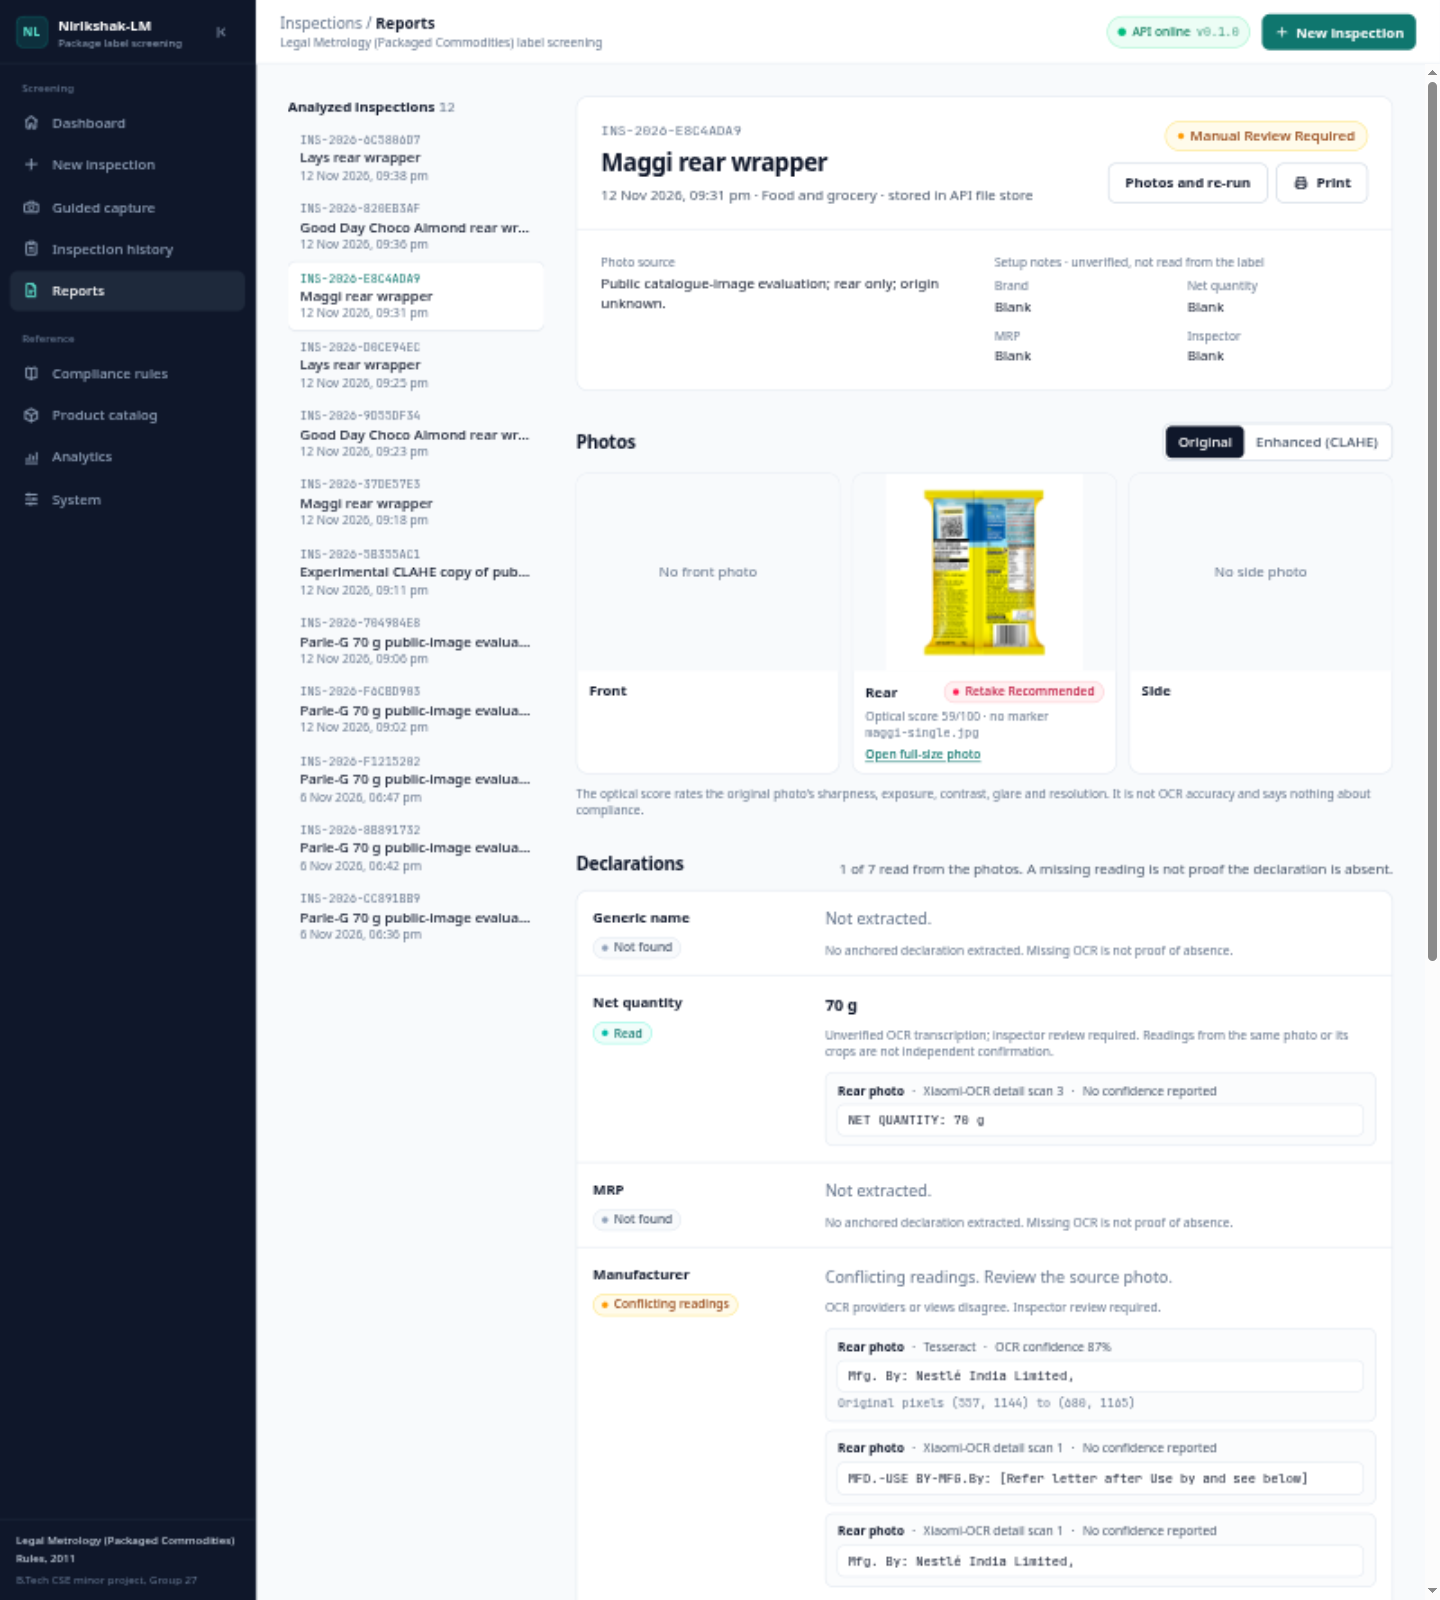 NL
Nirikshak-LM
Package label screening
Screening
Dashboard
New inspection
Guided capture
Inspection history
Reports
Reference
Compliance rules
Product catalog
Analytics
System
Legal Metrology (Packaged Commodities)
Rules, 2011
B.Tech CSE minor project, Group 27
Inspections / Reports
Legal Metrology (Packaged Commodities) label screening
API online v0.1.0
+ New inspection
Analyzed inspections 12
INS-2026-6C5886D7
Lays rear wrapper
12 Nov 2026, 09:38 pm
INS-2026-820EB3AF
Good Day Choco Almond rear wr...
12 Nov 2026, 09:36 pm
INS-2026-E8C4ADA9
Maggi rear wrapper
12 Nov 2026, 09:31 pm
INS-2026-D0CE94EC
Lays rear wrapper
12 Nov 2026, 09:25 pm
INS-2026-9D55DF34
Good Day Choco Almond rear wr...
12 Nov 2026, 09:23 pm
INS-2026-37DE57E3
Maggi rear wrapper
12 Nov 2026, 09:18 pm
INS-2026-5B355AC1
Experimental CLAHE copy of pub...
12 Nov 2026, 09:11 pm
INS-2026-704984E8
Parle-G 70 g public-image evalua...
12 Nov 2026, 09:06 pm
INS-2026-F6CBD983
Parle-G 70 g public-image evalua...
12 Nov 2026, 09:02 pm
INS-2026-F1215202
Parle-G 70 g public-image evalua...
6 Nov 2026, 06:47 pm
INS-2026-8B891732
Parle-G 70 g public-image evalua...
6 Nov 2026, 06:42 pm
INS-2026-CC891BB9
Parle-G 70 g public-image evalua...
6 Nov 2026, 06:36 pm
INS-2026-E8C4ADA9
Manual Review Required
Maggi rear wrapper
12 Nov 2026, 09:31 pm · Food and grocery · stored in API file store
Photos and re-run
Print
Photo source
Public catalogue-image evaluation; rear only; origin
unknown.
Setup notes · unverified, not read from the label
Brand
Net quantity
Blank
Blank
MRP
Inspector
Blank
Blank
Photos
Original
Enhanced (CLAHE)
No front photo
No side photo
Front
Rear
Retake Recommended
Optical score 59/100 · no marker
maggi-single.jpg
Open full-size photo
Side
The optical score rates the original photo's sharpness, exposure, contrast, glare and resolution. It is not OCR accuracy and says nothing about
compliance.
Declarations
1 of 7 read from the photos. A missing reading is not proof the declaration is absent.
Generic name
Not found
Not extracted.
No anchored declaration extracted. Missing OCR is not proof of absence.
Net quantity
Read
70 g
Unverified OCR transcription; inspector review required. Readings from the same photo or its
crops are not independent confirmation.
Rear photo · Xiaomi-OCR detail scan 3 · No confidence reported
NET QUANTITY: 70 g
MRP
Not found
Not extracted.
No anchored declaration extracted. Missing OCR is not proof of absence.
Manufacturer
Conflicting readings
Conflicting readings. Review the source photo.
OCR providers or views disagree. Inspector review required.
Rear photo · Tesseract · OCR confidence 87%
Mfg. By: Nestlé India Limited,
Original pixels (557, 1144) to (680, 1165)
Rear photo · Xiaomi-OCR detail scan 1 · No confidence reported
MFD.-USE BY-MFG.By: [Refer letter after Use by and see below]
Rear photo · Xiaomi-OCR detail scan 1 · No confidence reported
Mfg. By: Nestlé India Limited,